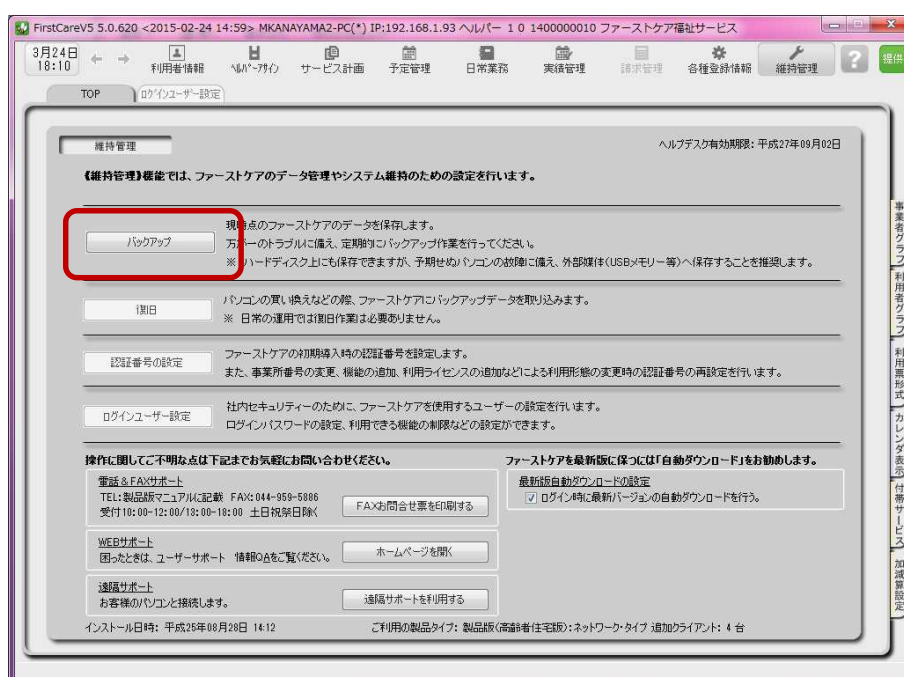 FirstCareV5 5.0.620 <2015-02-24 14:59> MKANAYAMA2-PC(*) IP:192.168.1.93 ヘルパー 1 0 1400000010 ファーストケア福祉サービス
3月24日
18:10
利用者情報
ヘルパｰアサイン
サービス計画
予定管理
日常業務
実績管理
請求管理
各種登録情報
維持管理
?
提供
TOP
ログインユーザー設定
維持管理
ヘルプデスク有効期限: 平成27年09月02日
《維持管理》機能では、ファーストケアのデータ管理やシステム維持のための設定を行います。
バックアップ
現時点のファーストケアのデータを保存します。
万が一のトラブルに備え、定期的にバックアップ作業を行ってください。
※ ハードディスク上にも保存できますが、予期せぬパソコンの故障に備え、外部媒体(USBメモリー等)へ保存することを推奨します。
復旧
パソコンの買い換えなどの際、ファーストケアにバックアップデータを取り込みます。
※ 日常の運用では復旧作業は必要ありません。
認証番号の設定
ファーストケアの初期導入時の認証番号を設定します。
また、事業所番号の変更、機能の追加、利用ライセンスの追加などによる利用形態の変更時の認証番号の再設定を行います。
ログインユーザー設定
社内セキュリティーのために、ファーストケアを使用するユーザーの設定を行います。
ログインパスワードの設定、利用できる機能の制限などの設定ができます。
操作に関してご不明な点は下記までお気軽にお問い合わせください。
電話&FAXサポート
TEL:製品版マニュアルに記載 FAX:044-959-5886
受付10:00-12:00/13:00-18:00 土日祝祭日除く
FAXお問合せ票を印刷する
WEBサポート
困ったときは、ユーザーサポート 情報QAをご覧ください。
ホームページを開く
遠隔サポート
お客様のパソコンと接続します。
遠隔サポートを利用する
ファーストケアを最新版に保つには「自動ダウンロード」をお勧めします。
最新版自動ダウンロードの設定
ログイン時に最新バージョンの自動ダウンロードを行う。
インストール日時: 平成25年08月28日 14:12
ご利用の製品タイプ: 製品版(高齢者住宅版):ネットワーク・タイプ 追加クライアント: 4 台
事業者グラフ
利用者グラフ
利用票形式
カレンダ表示
付帯サービス
加減算設定